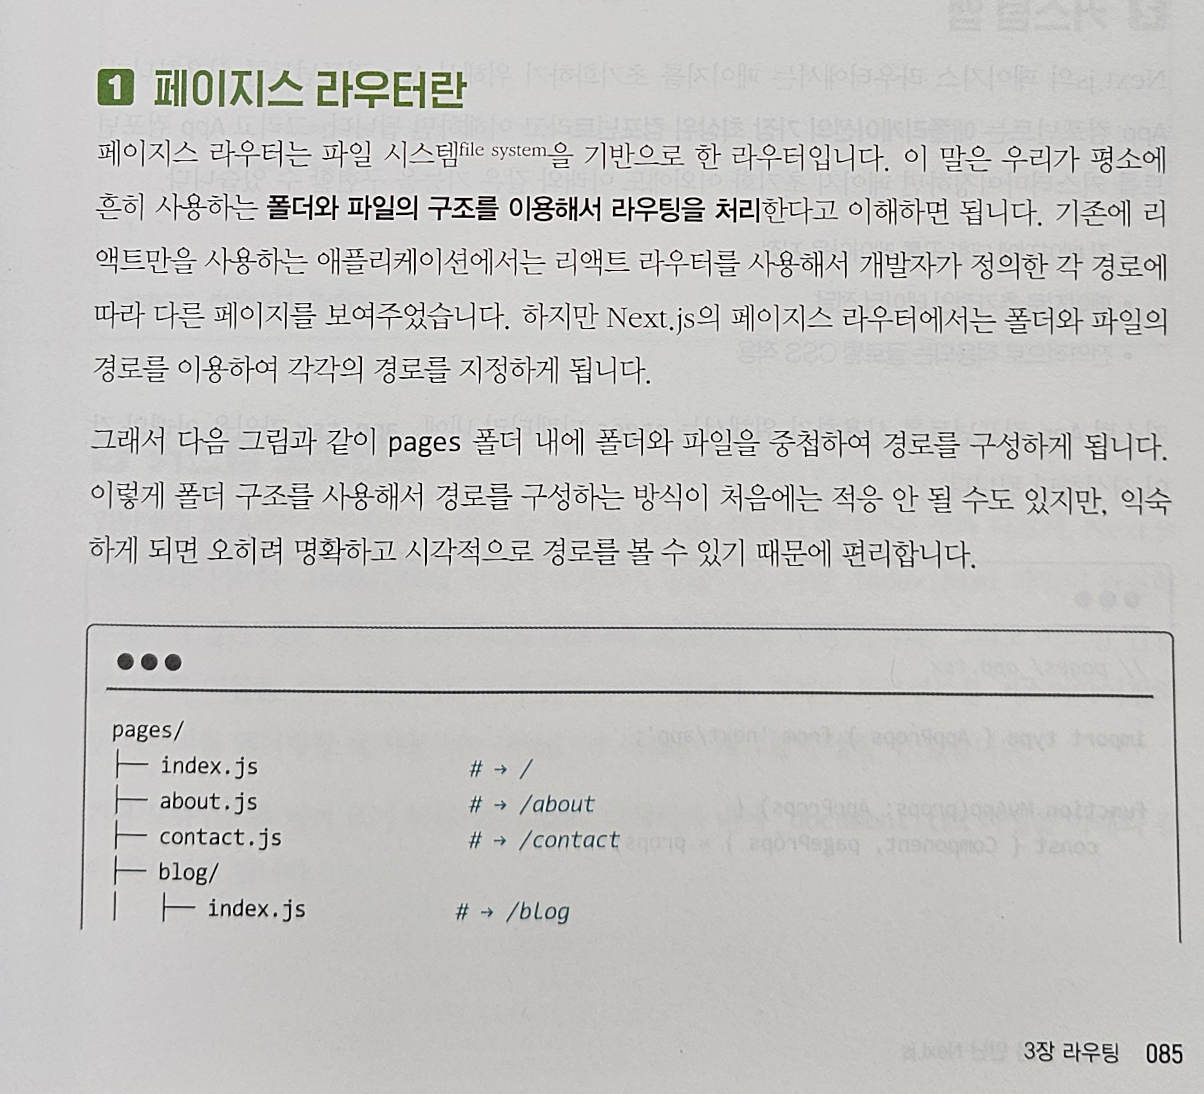 1 페이지스 라우터란
페이지스 라우터는 파일 시스템file system을 기반으로 한 라우터입니다. 이 말은 우리가 평소에
흔히 사용하는 폴더와 파일의 구조를 이용해서 라우팅을 처리한다고 이해하면 됩니다. 기존에 리
액트만을 사용하는 애플리케이션에서는 리액트 라우터를 사용해서 개발자가 정의한 각 경로에
따라 다른 페이지를 보여주었습니다. 하지만 Next.js의 페이지스 라우터에서는 폴더와 파일의
경로를 이용하여 각각의 경로를 지정하게 됩니다.
그래서 다음 그림과 같이 pages 폴더 내에 폴더와 파일을 중첩하여 경로를 구성하게 됩니다.
이렇게 폴더 구조를 사용해서 경로를 구성하는 방식이 처음에는 적응 안 될 수도 있지만, 익숙
하게 되면 오히려 명확하고 시각적으로 경로를 볼 수 있기 때문에 편리합니다.
pages/
├── index.js # → /
├── about.js # → /about
├── contact.js # → /contact
├── blog/
│ ├── index.js # → /blog
3장 라우팅 085